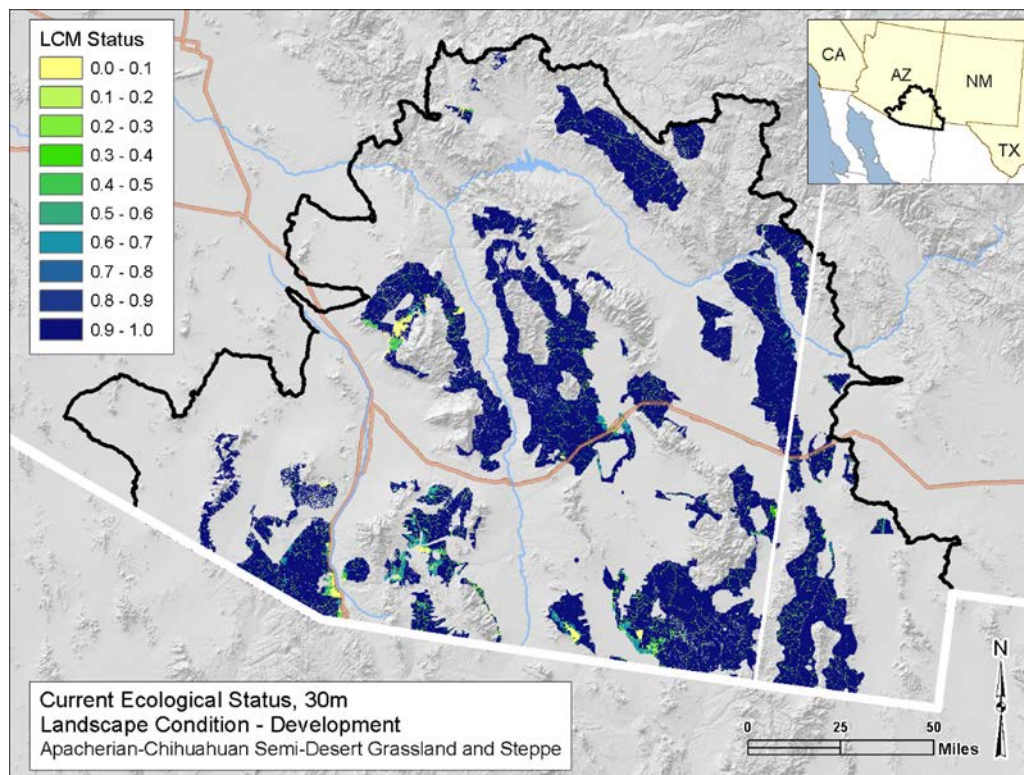 LCM Status
0.0 - 0.1
0.1 - 0.2
0.2 - 0.3
0.3 - 0.4
0.4 - 0.5
0.5 - 0.6
0.6 - 0.7
0.7 - 0.8
0.8 - 0.9
0.9 - 1.0
CA
AZ
NM
TX
Current Ecological Status, 30m
Landscape Condition - Development
Apacherian-Chihuahuan Semi-Desert Grassland and Steppe
N
0 25 50
Miles